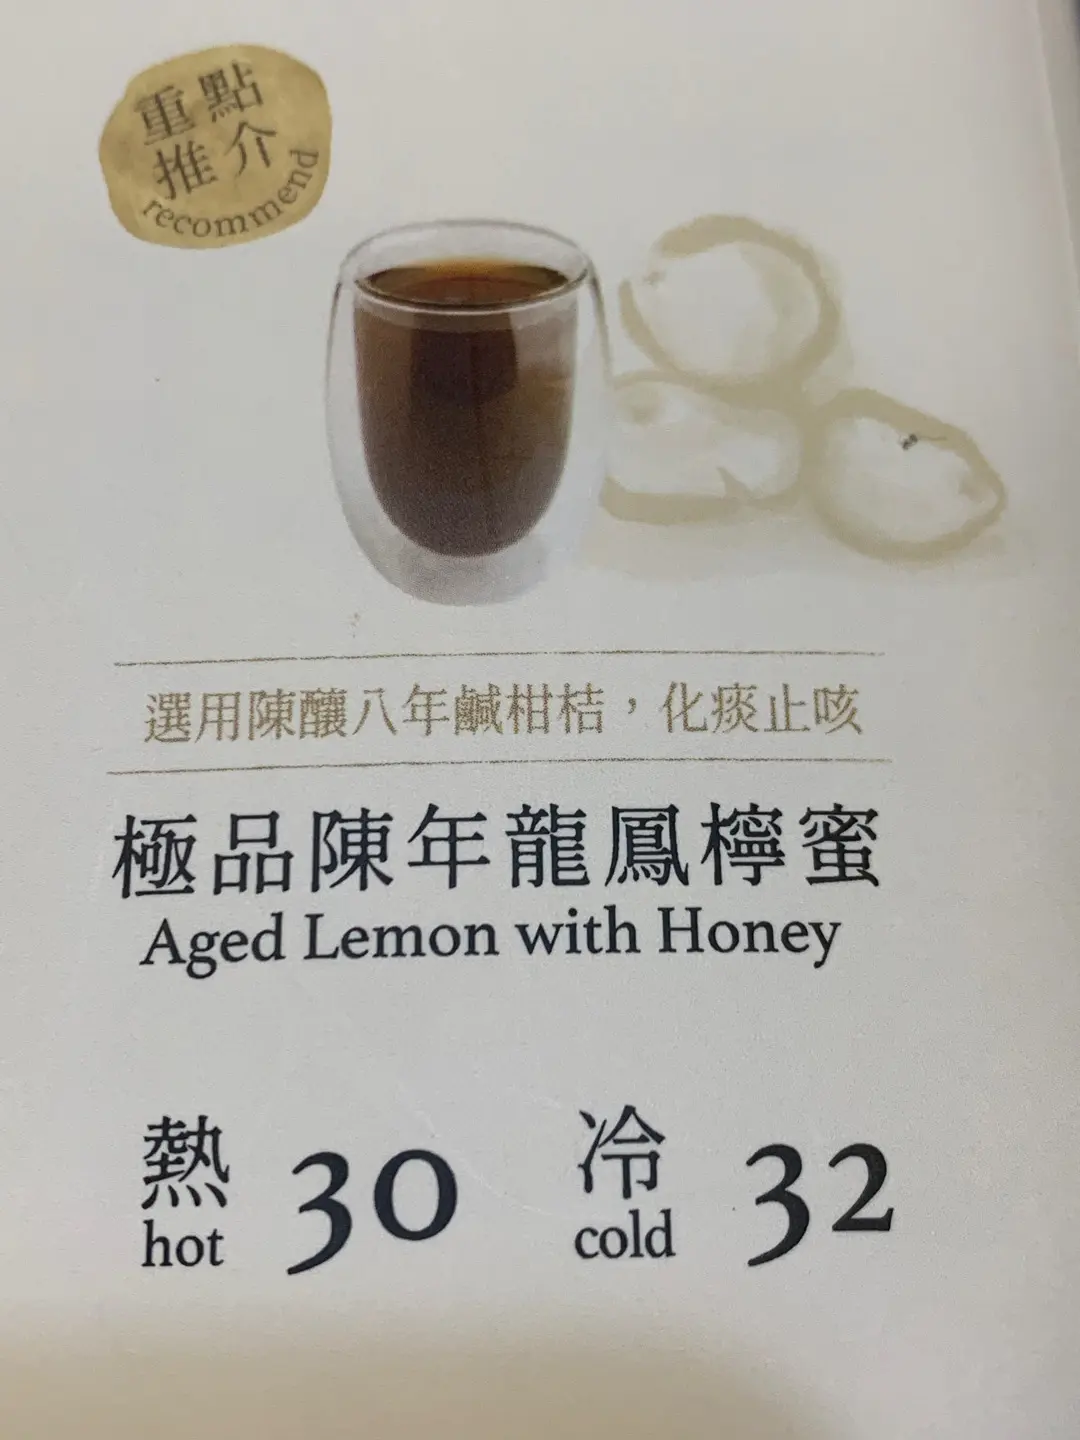 重點
推介
recommend
選用陳釀八年鹹柑桔，化痰止咳
極品陳年龍鳳檸蜜
Aged Lemon with Honey
熱 30 冷 32
hot cold